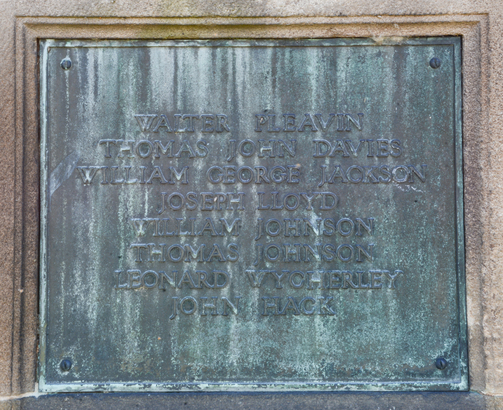 WALTER PLEAVIN
THOMAS JOHN DAVIES
WILLIAM GEORGE JACKSON
JOSEPH LLOYD
WILLIAM JOHNSON
THOMAS JOHNSON
LEONARD WYCHERLEY
JOHN HACK